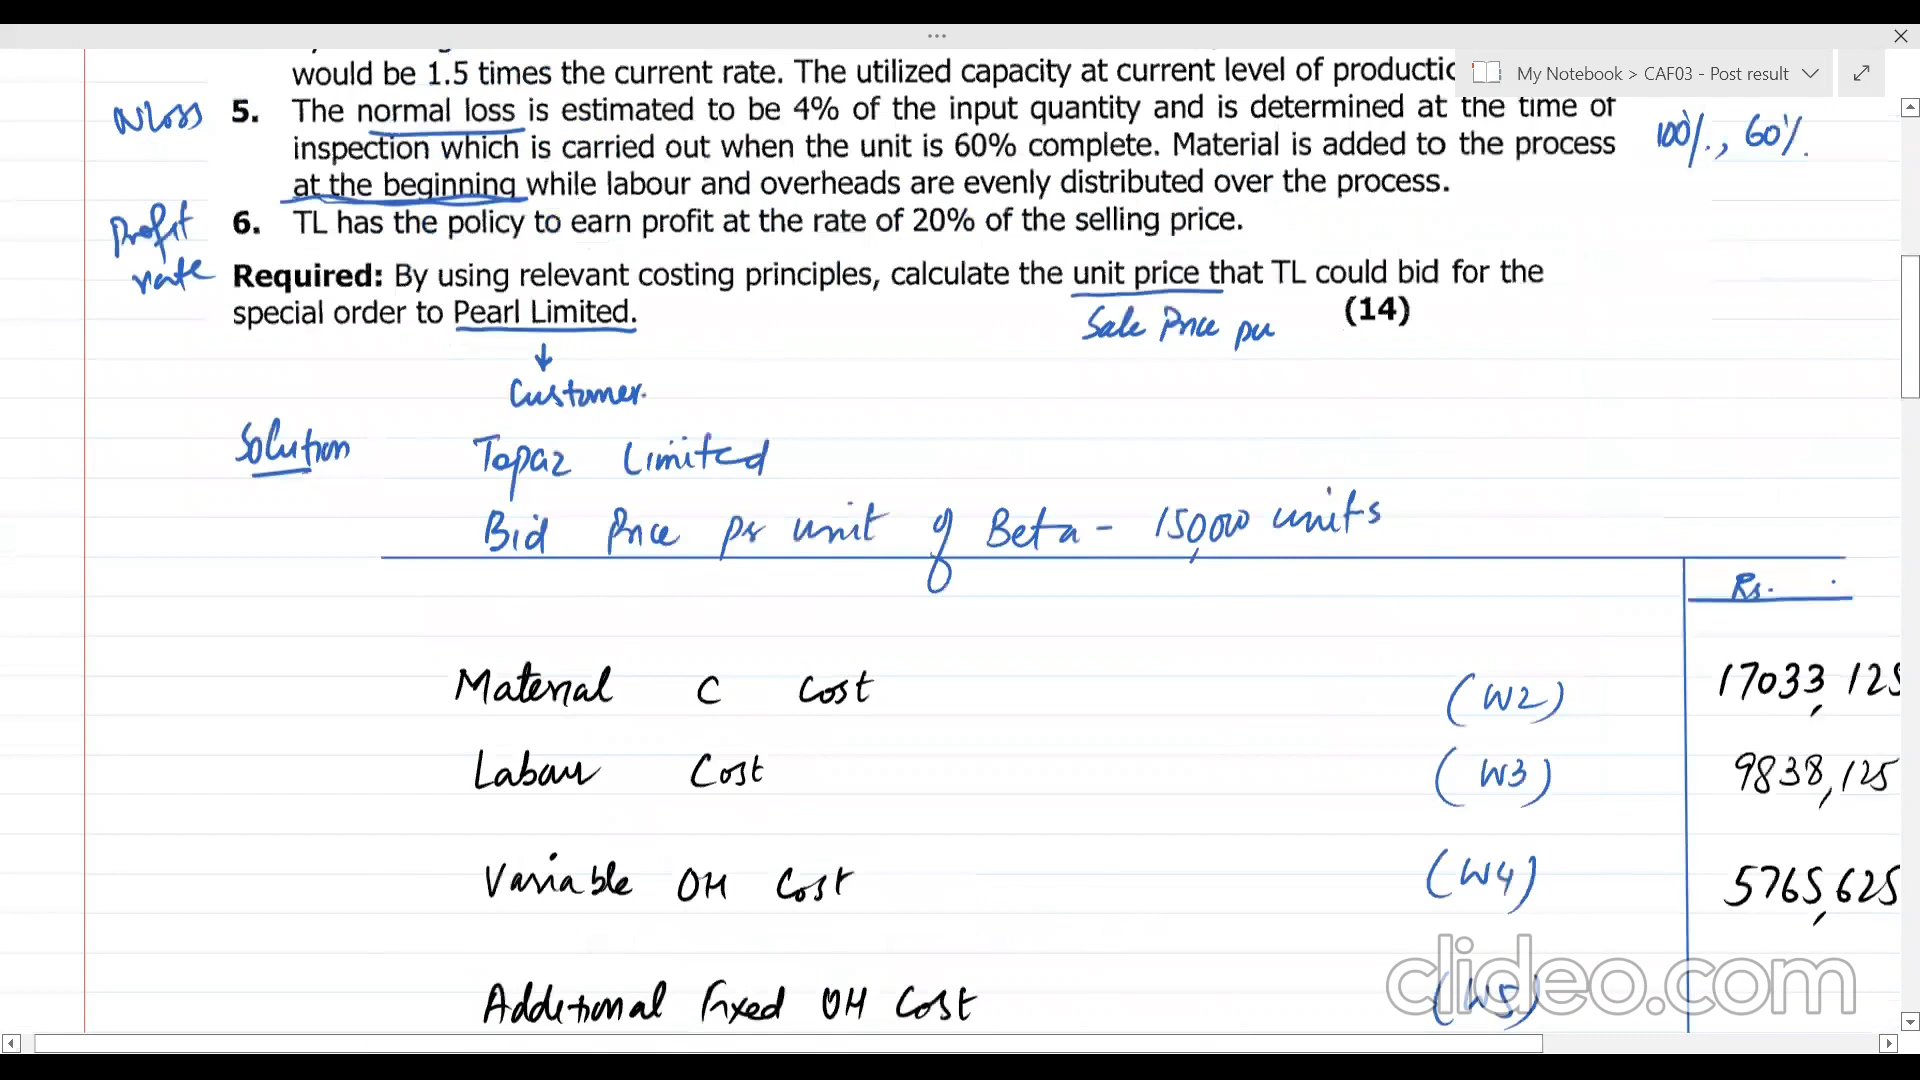 ...
would be 1.5 times the current rate. The utilized capacity at current level of productio
My Notebook > CAF03 - Post result
N Loss 5. The normal loss is estimated to be 4% of the input quantity and is determined at the time of
inspection which is carried out when the unit is 60% complete. Material is added to the process
100%, 60%.
at the beginning while labour and overheads are evenly distributed over the process.
Profit rate
6. TL has the policy to earn profit at the rate of 20% of the selling price.
Required: By using relevant costing principles, calculate the unit price that TL could bid for the
special order to Pearl Limited. (14)
Sale Price pu
↓
Customer.
Solution
Topaz Limited
Bid Price per unit of Beta - 15,000 units
Rs.
Material C Cost (W2) 17033,125
Labour Cost (W3) 9838,125
Variable OH Cost (W4) 5765,625
Additional Fixed OH Cost (W5)
clideo.com